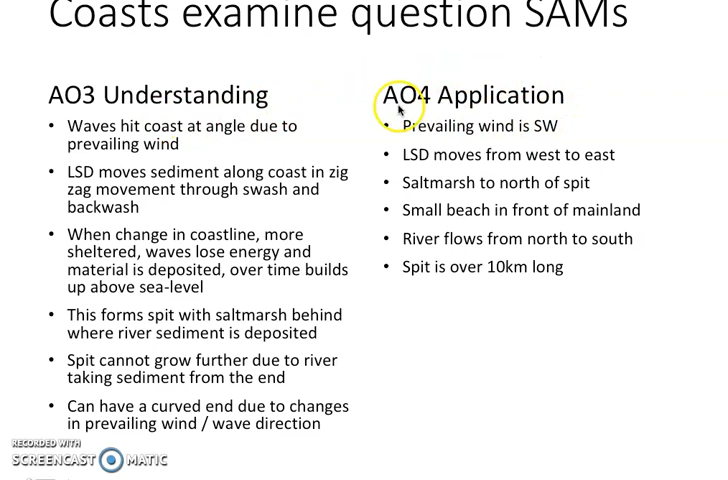 Coasts examine question SAMs
AO3 Understanding
• Waves hit coast at angle due to
prevailing wind
• LSD moves sediment along coast in zig
zag movement through swash and
backwash
• When change in coastline, more
sheltered, waves lose energy and
material is deposited, over time builds
up above sea-level
• This forms spit with saltmarsh behind
where river sediment is deposited
• Spit cannot grow further due to river
taking sediment from the end
• Can have a curved end due to changes
in prevailing wind / wave direction
AO4 Application
• Prevailing wind is SW
• LSD moves from west to east
• Saltmarsh to north of spit
• Small beach in front of mainland
• River flows from north to south
• Spit is over 10km long
RECORDED WITH
SCREENCAST MATIC